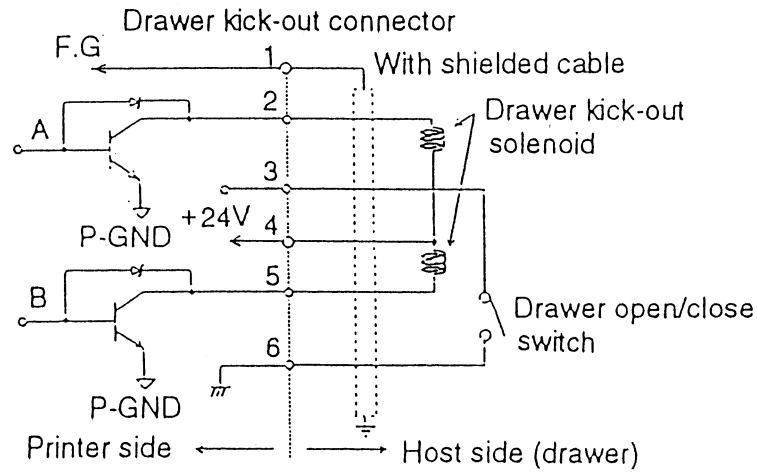 Drawer kick-out connector
F.G
1
With shielded cable
2
Drawer kick-out
solenoid
A
3
P-GND
+24V
4
5
B
Drawer open/close
switch
6
P-GND
Printer side
Host side (drawer)